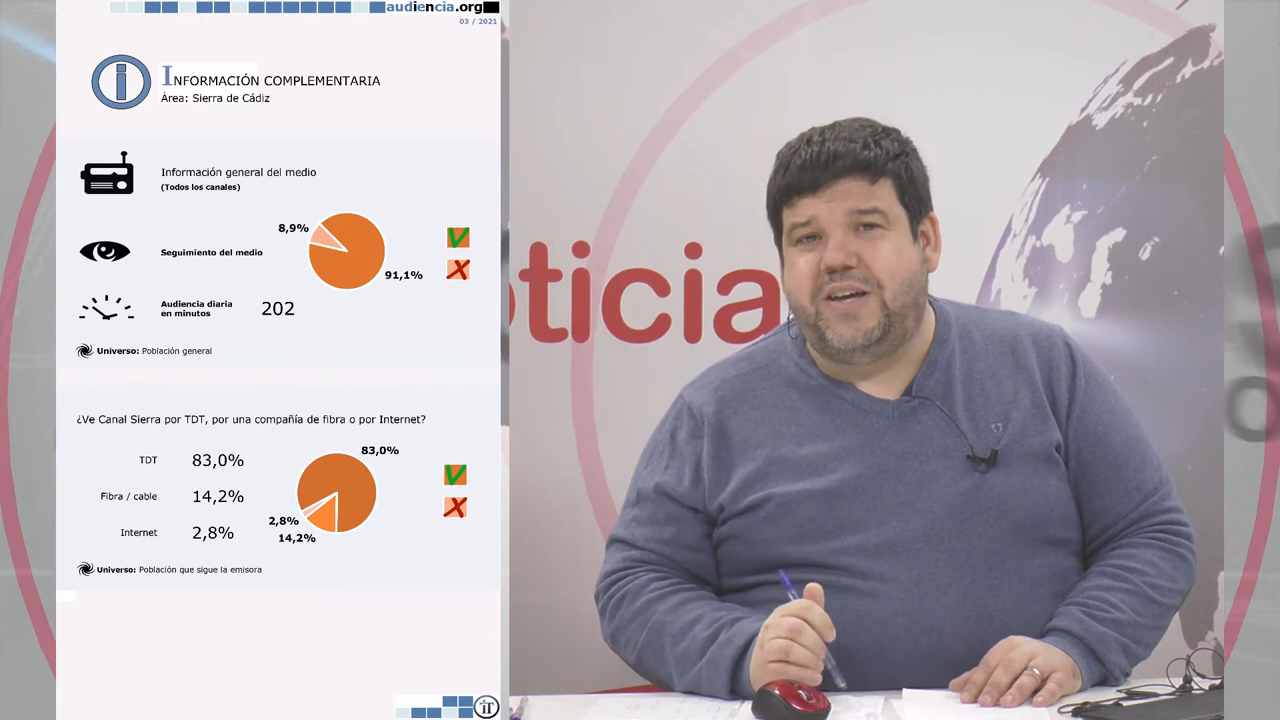 audiencia.org
03 / 2021
INFORMACIÓN COMPLEMENTARIA
Área: Sierra de Cádiz
Información general del medio
(Todos los canales)
8,9%
Seguimiento del medio
91,1%
Audiencia diaria
en minutos
202
Universo: Población general
¿Ve Canal Sierra por TDT, por una compañía de fibra o por Internet?
83,0%
TDT 83,0%
Fibra / cable 14,2%
2,8%
Internet 2,8%
14,2%
Universo: Población que sigue la emisora
iT
oticia